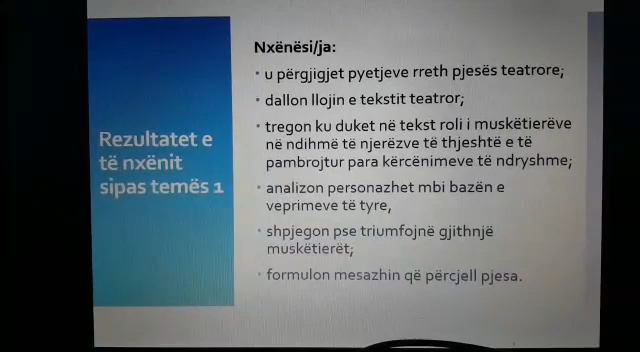 Rezultatet e
të nxënit
sipas temës 1
Nxënësi/ja:
• u përgjigjet pyetjeve rreth pjesës teatrore;
• dallon llojin e tekstit teatror;
• tregon ku duket në tekst roli i muskëtierëve
në ndihmë të njerëzve të thjeshtë e të
pambrojtur para kërcënimeve të ndryshme;
• analizon personazhet mbi bazën e
veprimeve të tyre,
• shpjegon pse triumfojnë gjithnjë
muskëtierët;
• formulon mesazhin që përcjell pjesa.